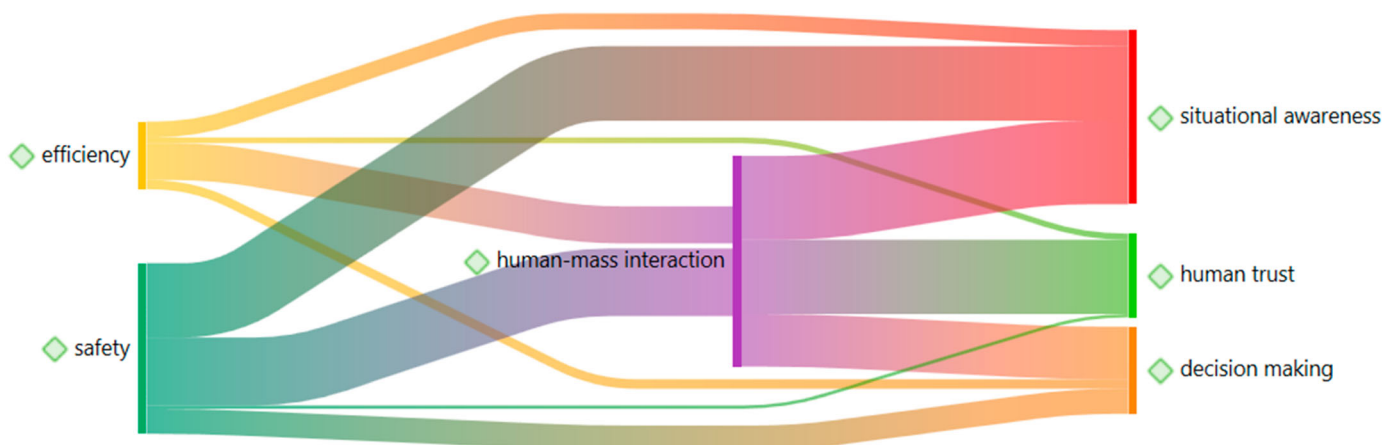 efficiency
safety
human-mass interaction
situational awareness
human trust
decision making